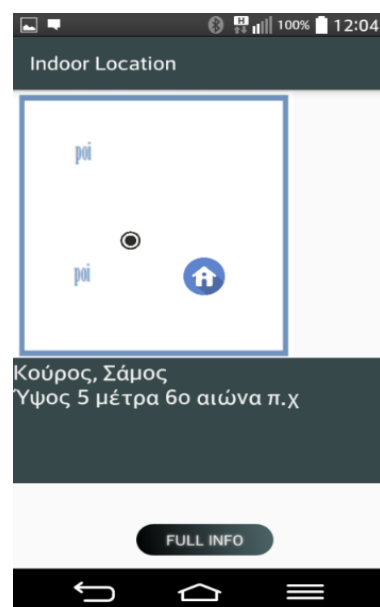 100% 12:04
Indoor Location
poi
poi
Κούρος, Σάμος
Ύψος 5 μέτρα 6ο αιώνα π.χ
FULL INFO